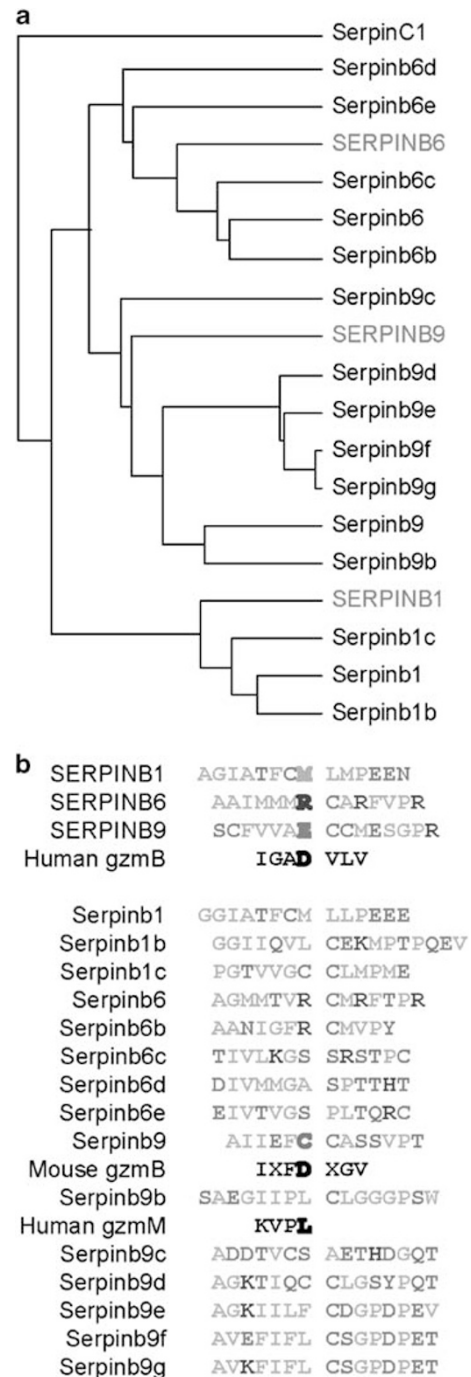 a
SerpinC1
Serpinb6d
Serpinb6e
SERPINB6
Serpinb6c
Serpinb6
Serpinb6b
Serpinb9c
SERPINB9
Serpinb9d
Serpinb9e
Serpinb9f
Serpinb9g
Serpinb9
Serpinb9b
SERPINB1
Serpinb1c
Serpinb1
Serpinb1b
b
SERPINB1 AGIATFCM LMPEEN
SERPINB6 AAIMMMR CARFVPR
SERPINB9 SCFVVAE CCMESGPR
Human gzmB IGAD VLV
Serpinb1 GGIATFCM LLPEEE
Serpinb1b GGIIQVL CEKMPTPQEV
Serpinb1c PGTVVGC CLMPME
Serpinb6 AGMMTVR CMRFTPR
Serpinb6b AANIGFR CMVPY
Serpinb6c TIVLKGS SRSTPC
Serpinb6d DIVMMGA SPTTHT
Serpinb6e EIVTVGS PLTQRC
Serpinb9 AIIEFC CASSVPT
Mouse gzmB IXFD XGV
Serpinb9b SAEGIIPL CLGGGPSW
Human gzmM KVPL
Serpinb9c ADDTVCS AETHDGQT
Serpinb9d AGKTIQC CLGSYPQT
Serpinb9e AGKIILF CDGPDPEV
Serpinb9f AVEFIFL CSGPDPET
Serpinb9g AVKFIFL CSGPDPET